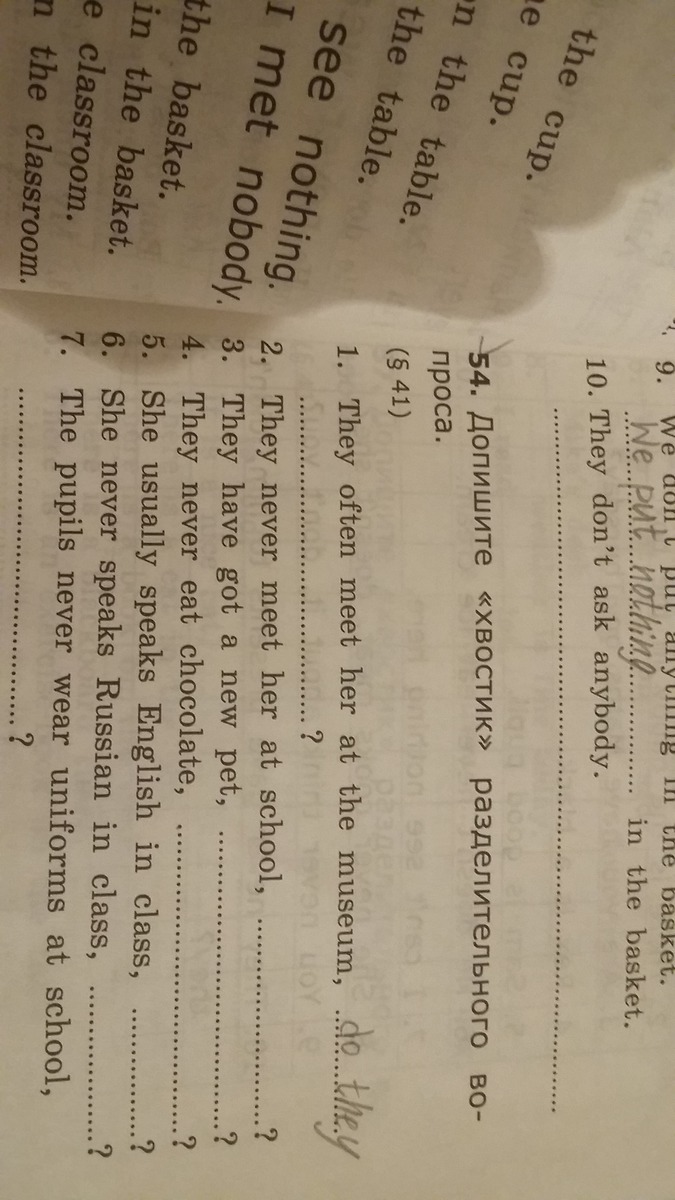 the cup.
e cup.
n the table.
the table.
see nothing.
I met nobody.
the basket.
in the basket.
e classroom.
n the classroom.
9. We don't put anything in the basket.
We put nothing in the basket.
10. They don't ask anybody.
54. Допишите «хвостик» разделительного во-
проса.
(§ 41)
1. They often meet her at the museum, do they
?
2. They never meet her at school, ?
3. They have got a new pet, ?
4. They never eat chocolate, ?
5. She usually speaks English in class, ?
6. She never speaks Russian in class, ?
7. The pupils never wear uniforms at school,
?